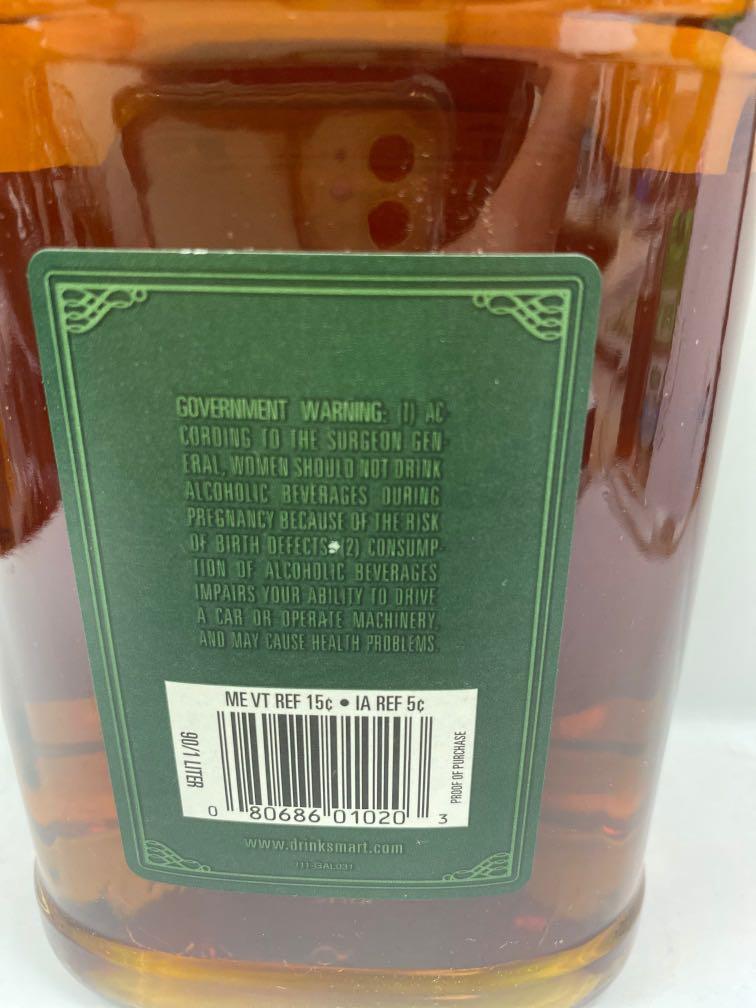 GOVERNMENT WARNING: (1) AC-
CORDING TO THE SURGEON GEN-
ERAL, WOMEN SHOULD NOT DRINK
ALCOHOLIC BEVERAGES DURING
PREGNANCY BECAUSE OF THE RISK
OF BIRTH DEFECTS. (2) CONSUMP-
TION OF ALCOHOLIC BEVERAGES
IMPAIRS YOUR ABILITY TO DRIVE
A CAR OR OPERATE MACHINERY,
AND MAY CAUSE HEALTH PROBLEMS.
ME VT REF 15¢ • IA REF 5¢
90/1 LITER
PROOF OF PURCHASE
0 80686 01020 3
www.drinksmart.com